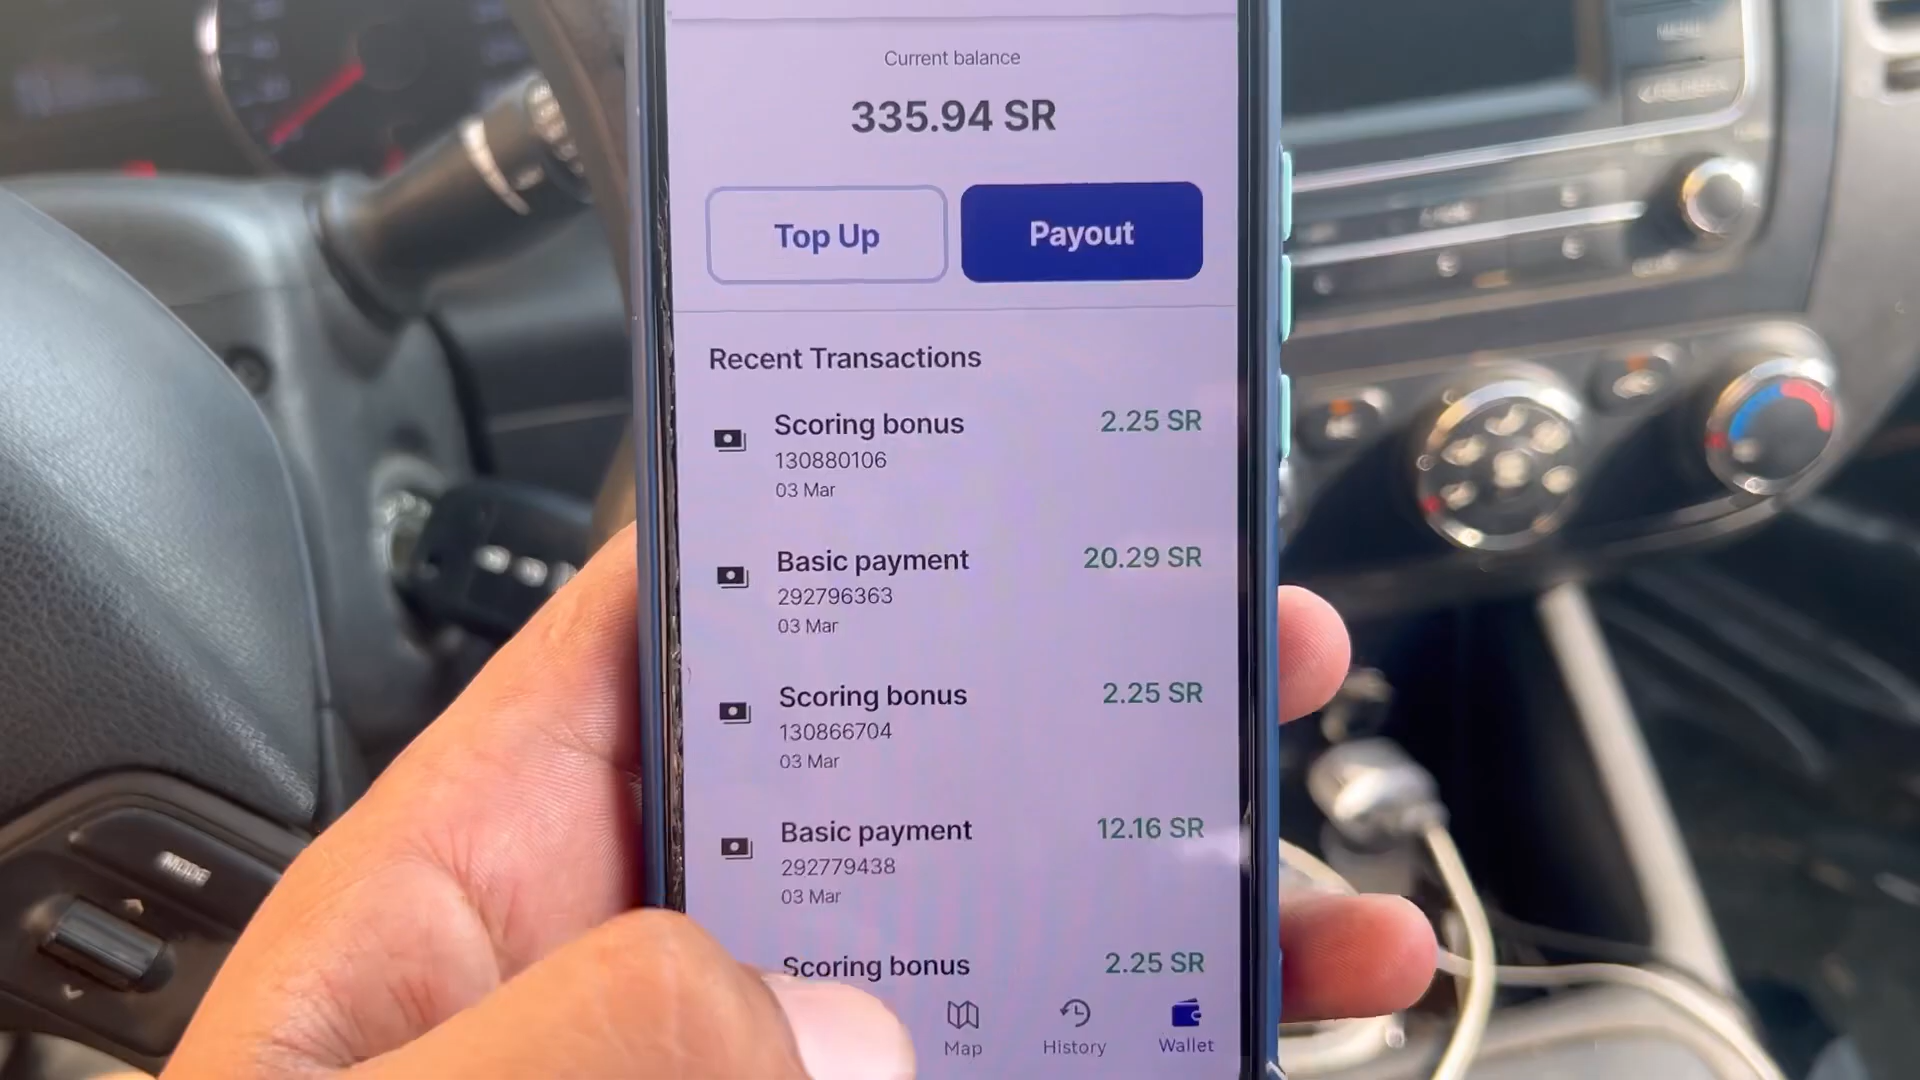 Current balance
335.94 SR
Top Up
Payout
Recent Transactions
Scoring bonus
2.25 SR
130880106
03 Mar
Basic payment
20.29 SR
292796363
03 Mar
Scoring bonus
2.25 SR
130866704
03 Mar
Basic payment
12.16 SR
292779438
03 Mar
Scoring bonus
2.25 SR
Map
History
Wallet
MODE
MENU